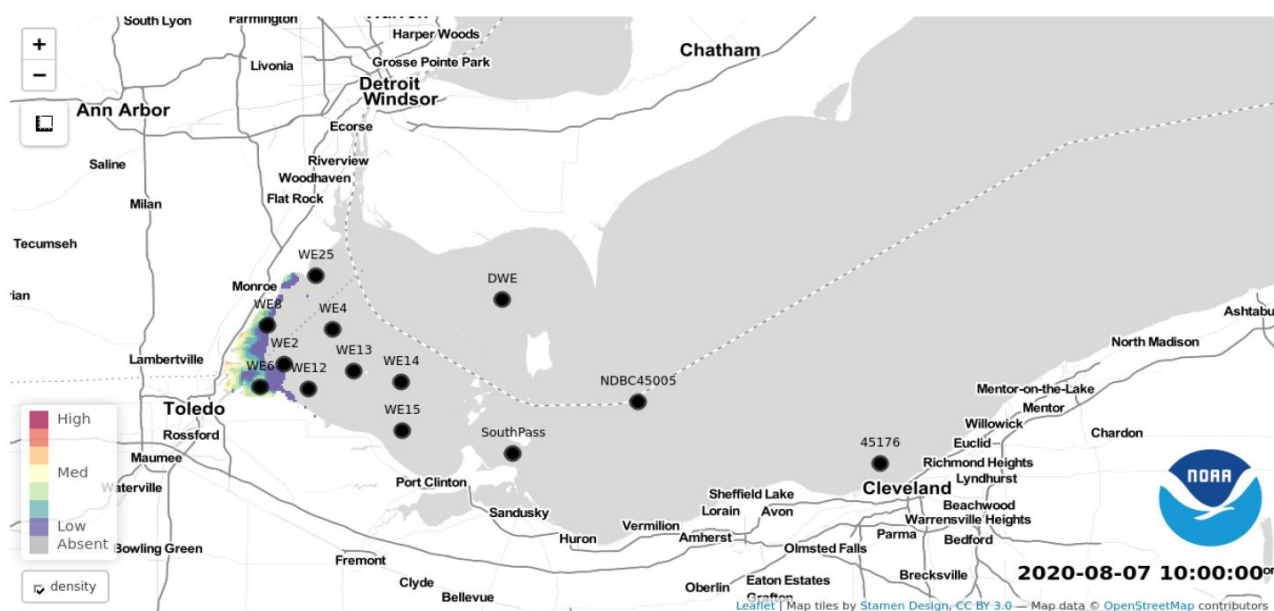 South Lyon
Farmington
Harper Woods
Grosse Pointe Park
Chatham
+
−
Livonia
Detroit
Windsor
Ann Arbor
Ecorse
Saline
Riverview
Woodhaven
Flat Rock
Milan
Tecumseh
WE25
DWE
Monroe
WE8
WE4
Ashtabu
North Madison
WE2
WE13
Lambertville
WE6
WE12
WE14
NDBC45005
Mentor-on-the-Lake
Mentor
Toledo
WE15
Willowick
Chardon
High
Rossford
SouthPass
45176
Euclid
Maumee
Richmond Heights
Med
Port Clinton
Lyndhurst
NOAA
Waterville
Cleveland
Sheffield Lake
Sandusky
Lorain
Avon
Beachwood
Low
Vermilion
Warrensville Heights
Absent
Bowling Green
Huron
Amherst
Parma
Bedford
Olmsted Falls
Fremont
Brecksville
2020-08-07 10:00:00
density
Clyde
Oberlin
Eaton Estates
Bellevue
Grafton
Leaflet | Map tiles by Stamen Design, CC BY 3.0 — Map data © OpenStreetMap contributors